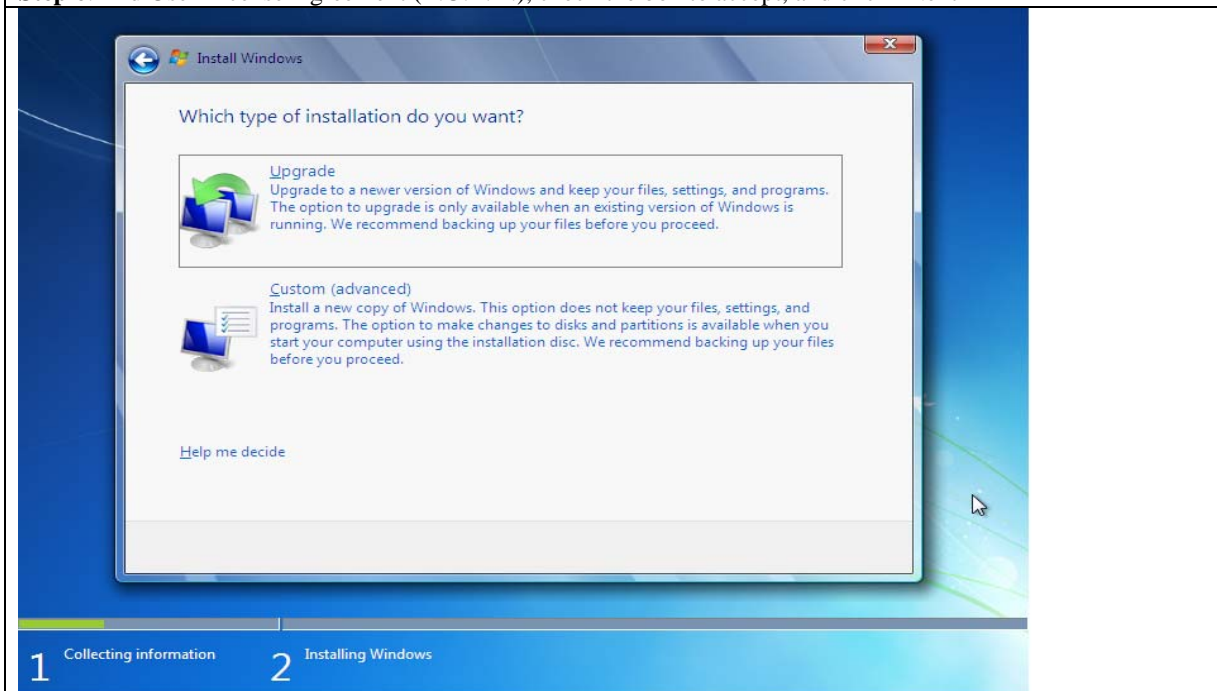 Install Windows
Which type of installation do you want?
Upgrade
Upgrade to a newer version of Windows and keep your files, settings, and programs.
The option to upgrade is only available when an existing version of Windows is
running. We recommend backing up your files before you proceed.
Custom (advanced)
Install a new copy of Windows. This option does not keep your files, settings, and
programs. The option to make changes to disks and partitions is available when you
start your computer using the installation disc. We recommend backing up your files
before you proceed.
Help me decide
1 Collecting information 2 Installing Windows